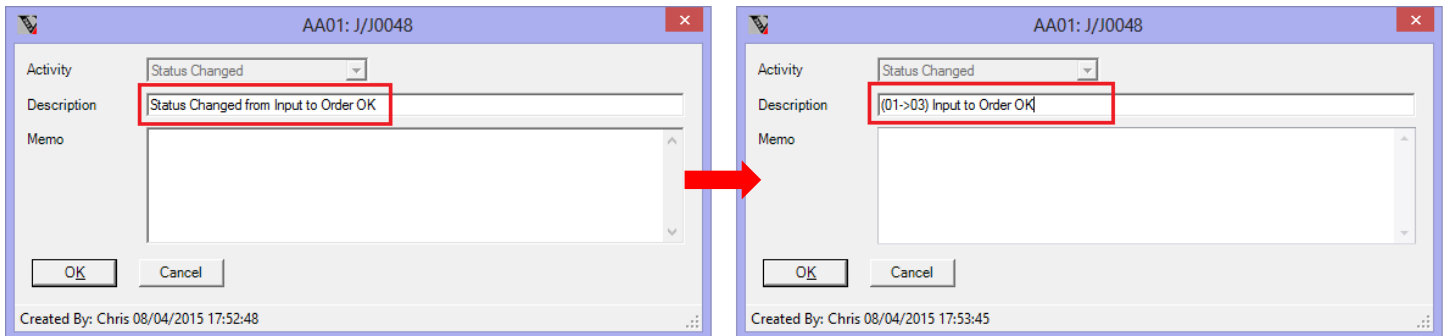 AA01: J/J0048
Activity
Status Changed
Description
Status Changed from Input to Order OK
Memo
OK
Cancel
Created By: Chris 08/04/2015 17:52:48
AA01: J/J0048
Activity
Status Changed
Description
(01->03) Input to Order OK
Memo
OK
Cancel
Created By: Chris 08/04/2015 17:53:45